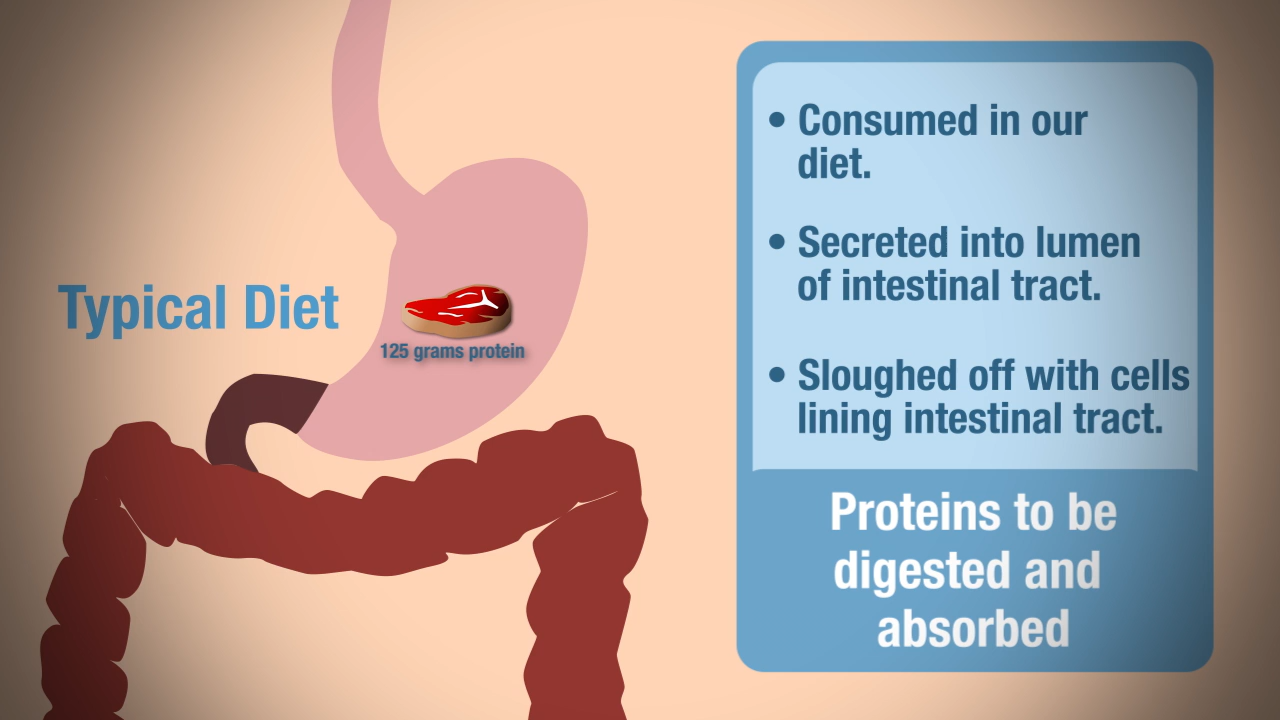 Typical Diet
125 grams protein
• Consumed in our
diet.
• Secreted into lumen
of intestinal tract.
• Sloughed off with cells
lining intestinal tract.
Proteins to be
digested and
absorbed